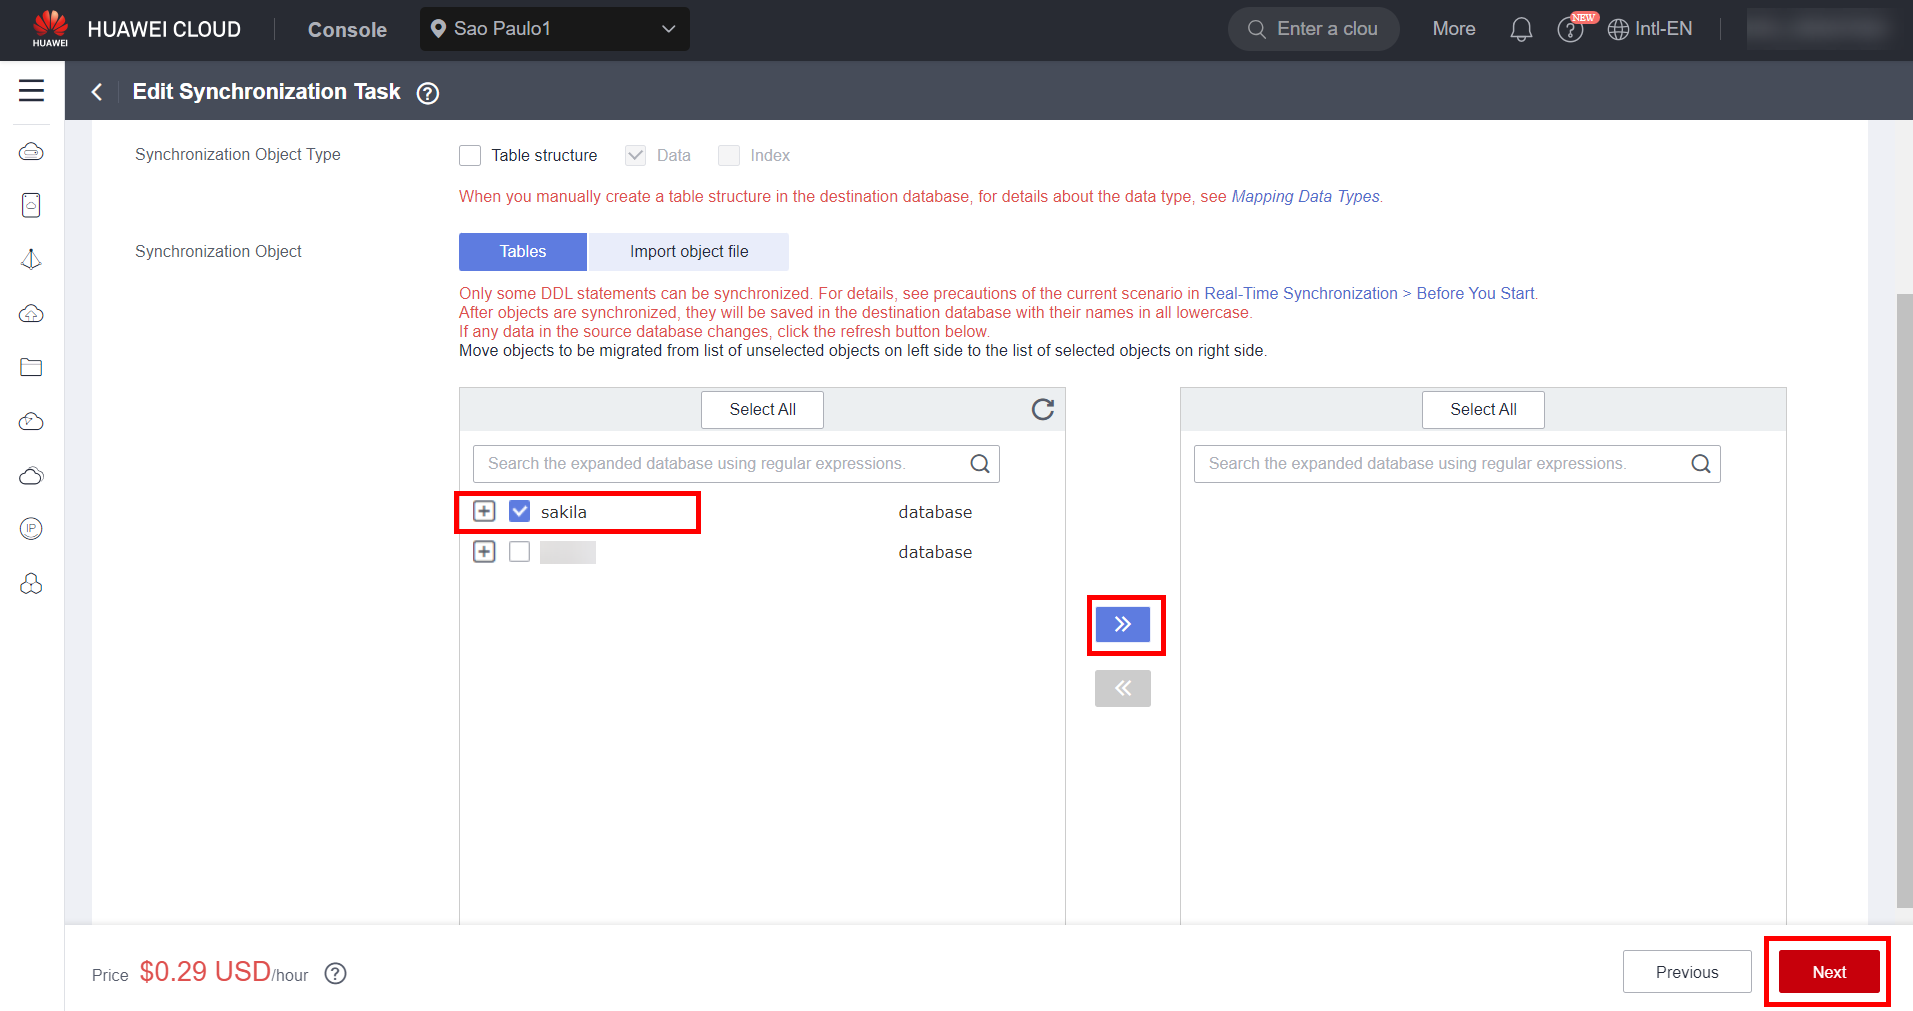 HUAWEI
HUAWEI CLOUD
Console
Sao Paulo1
Enter a clou
More
NEW
Intl-EN
Edit Synchronization Task
Synchronization Object Type
Table structure
Data
Index
When you manually create a table structure in the destination database, for details about the data type, see Mapping Data Types.
Synchronization Object
Tables
Import object file
Only some DDL statements can be synchronized. For details, see precautions of the current scenario in Real-Time Synchronization > Before You Start.
After objects are synchronized, they will be saved in the destination database with their names in all lowercase.
If any data in the source database changes, click the refresh button below.
Move objects to be migrated from list of unselected objects on left side to the list of selected objects on right side.
Select All
Select All
Search the expanded database using regular expressions.
Search the expanded database using regular expressions.
sakila
database
database
IP
Price $0.29 USD/hour
Previous
Next